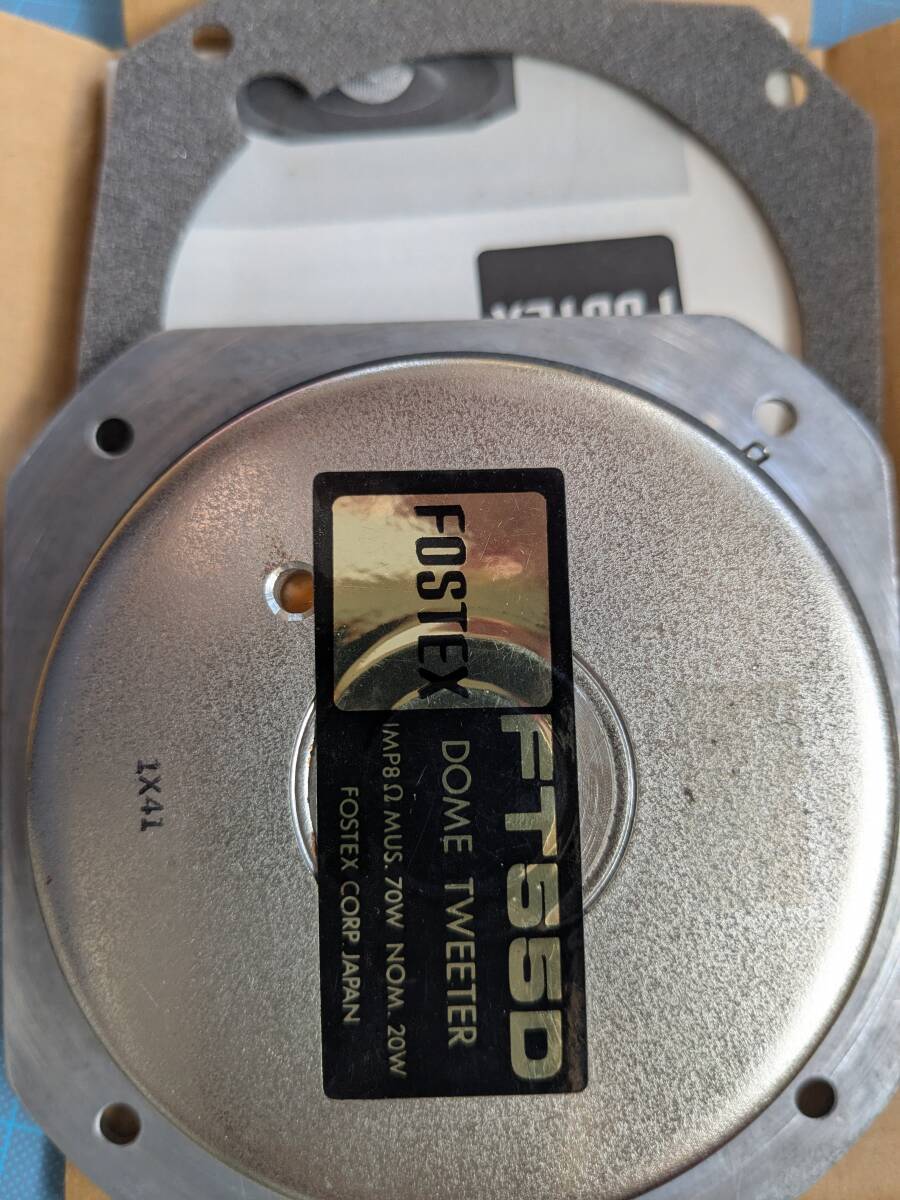 FOSTEX
FT55D
DOME TWEETER
IMP8Ω MUS. 70W NOM. 20W
FOSTEX CORP. JAPAN
1X41